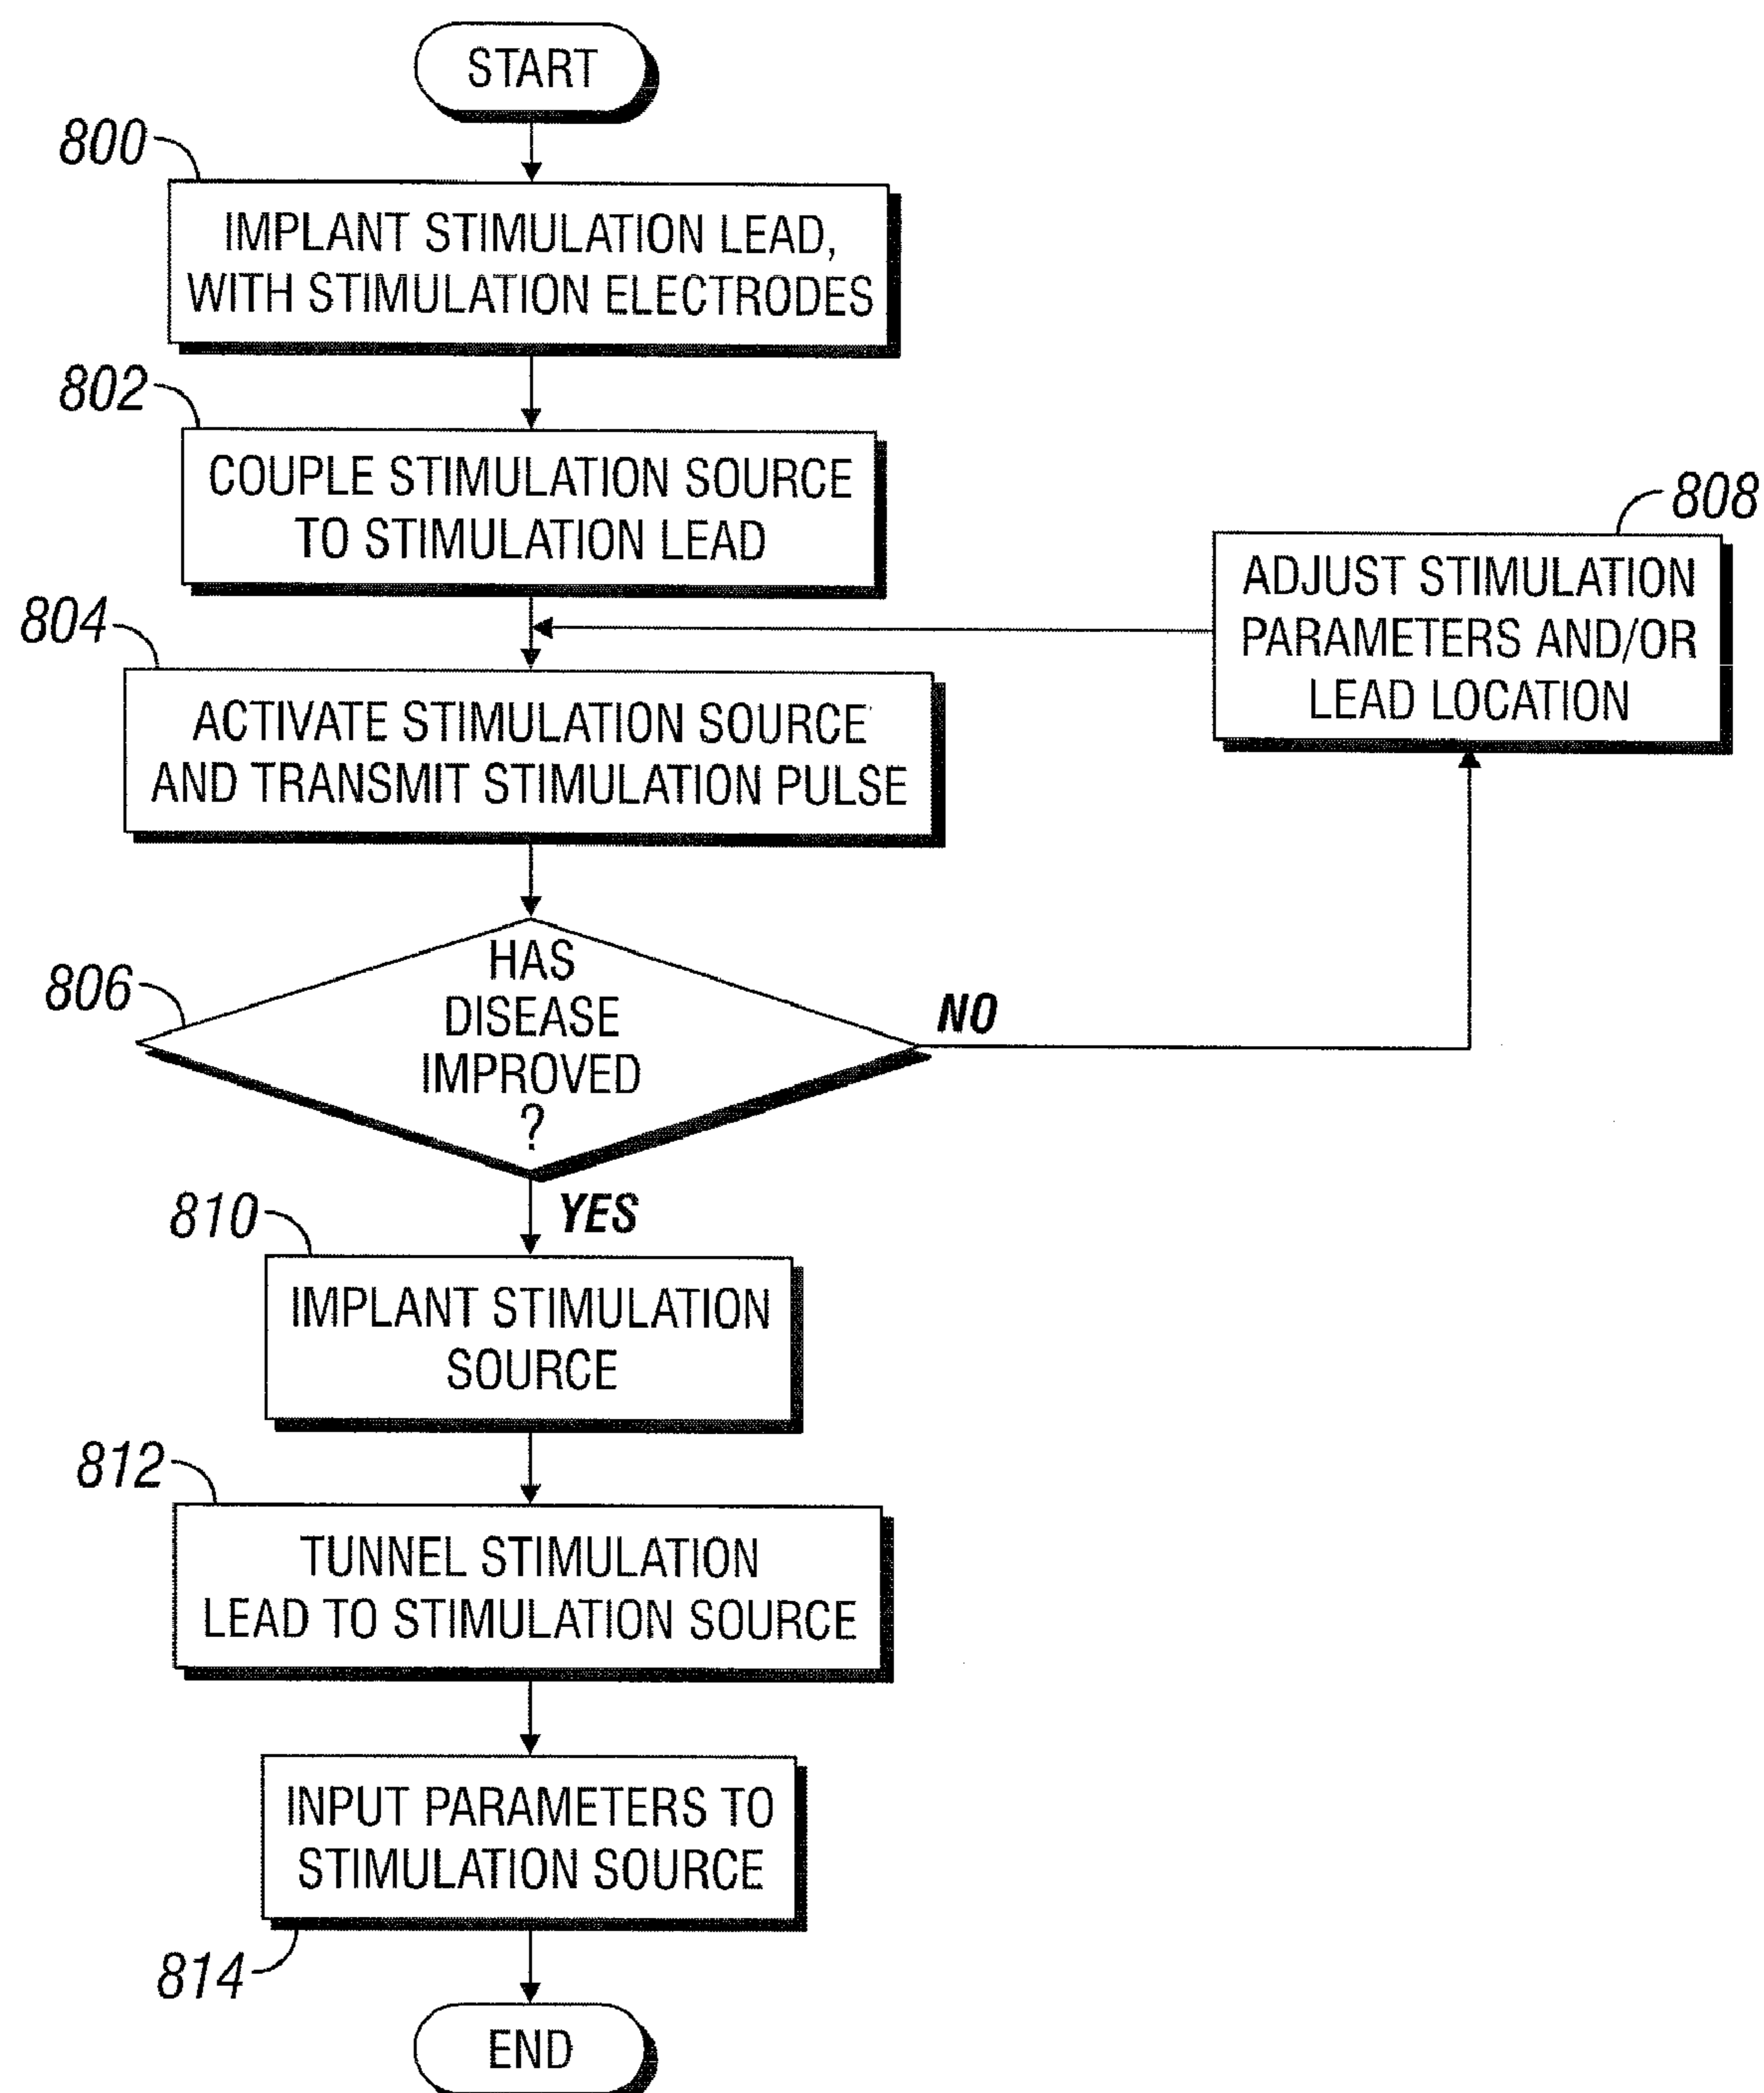 START
800
IMPLANT STIMULATION LEAD,
WITH STIMULATION ELECTRODES
802
COUPLE STIMULATION SOURCE
TO STIMULATION LEAD
808
ADJUST STIMULATION
PARAMETERS AND/OR
LEAD LOCATION
804
ACTIVATE STIMULATION SOURCE
AND TRANSMIT STIMULATION PULSE
806
HAS
DISEASE
IMPROVED
?
NO
YES
810
IMPLANT STIMULATION
SOURCE
812
TUNNEL STIMULATION
LEAD TO STIMULATION SOURCE
INPUT PARAMETERS TO
STIMULATION SOURCE
814
END